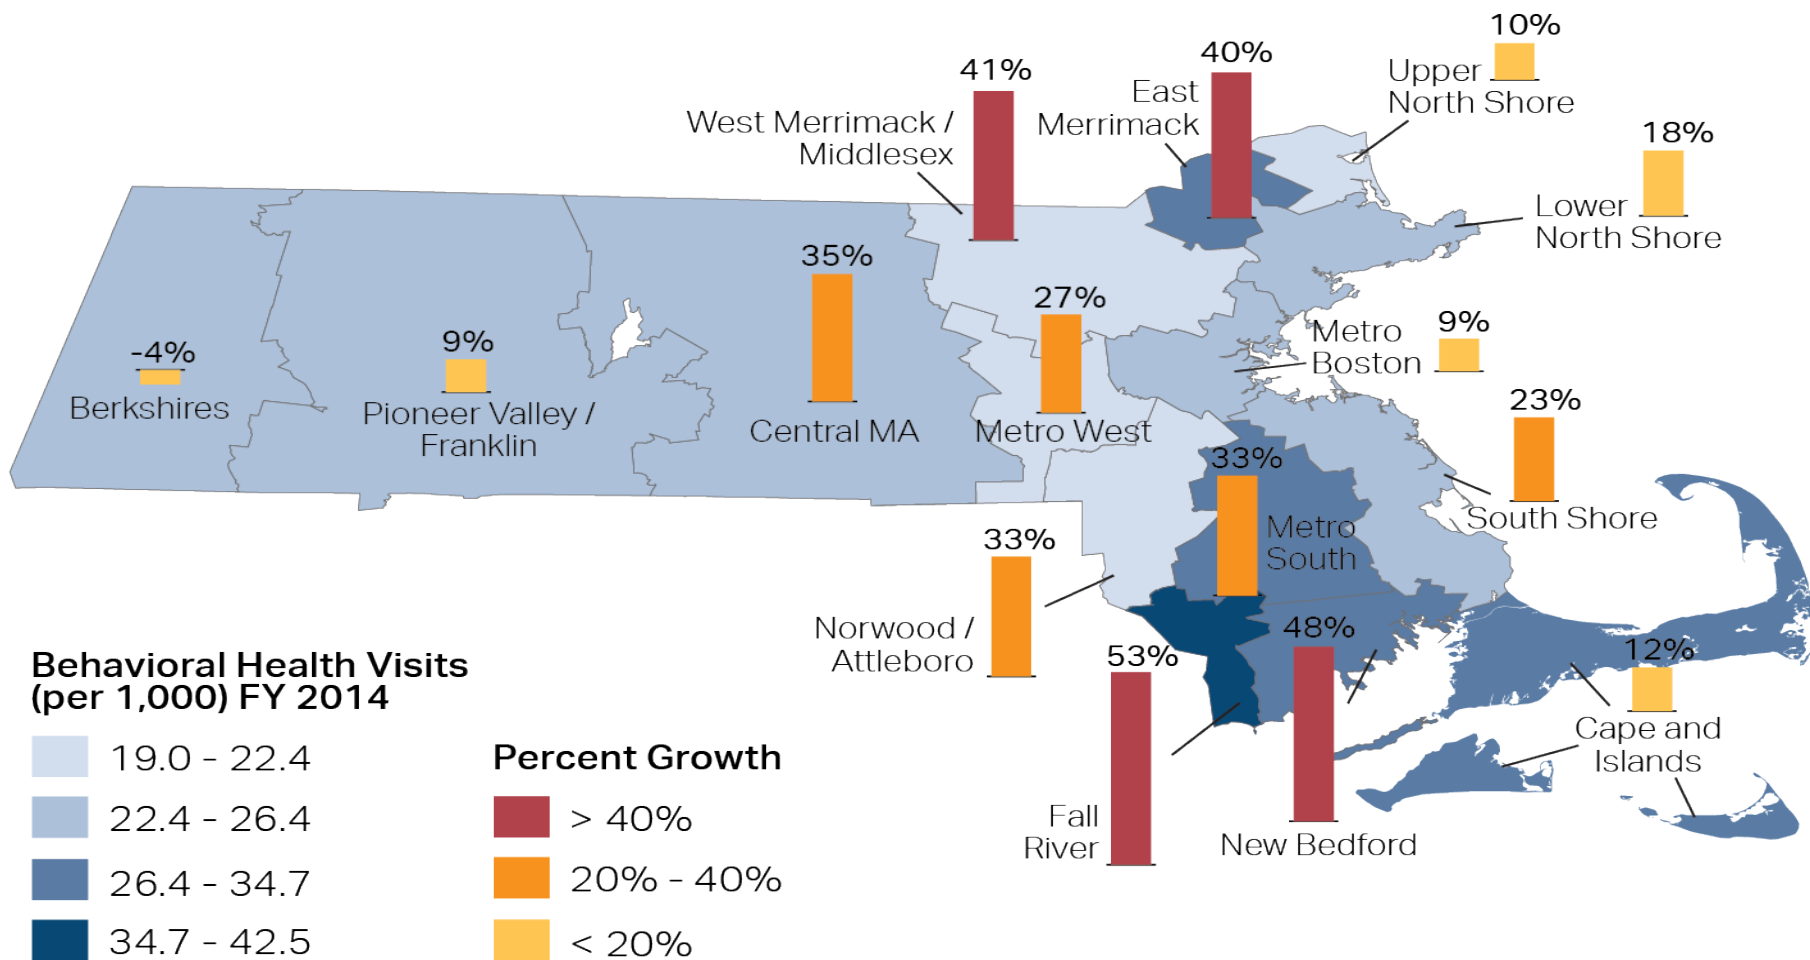 10%
Upper
North Shore
40%
East
Merrimack
41%
West Merrimack /
Middlesex
18%
Lower
North Shore
35%
27%
Metro
Boston
9%
-4%
Berkshires
9%
Pioneer Valley /
Franklin
Central MA
Metro West
23%
South Shore
33%
Metro
South
33%
Norwood /
Attleboro
48%
New Bedford
53%
Fall
River
12%
Cape and
Islands
Behavioral Health Visits
(per 1,000) FY 2014
19.0 - 22.4
22.4 - 26.4
26.4 - 34.7
34.7 - 42.5
Percent Growth
> 40%
20% - 40%
< 20%